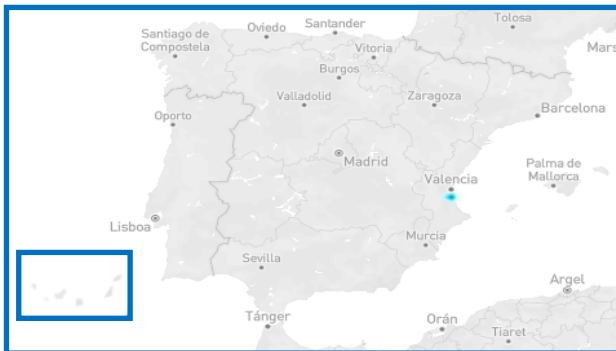 Tolosa
Santander
Oviedo
Santiago de
Compostela
Vitoria
Mars
Burgos
Valladolid
Zaragoza
Barcelona
Oporto
Madrid
Palma de
Mallorca
Valencia
Lisboa
Murcia
Sevilla
Argel
Tánger
Orán
Tiaret